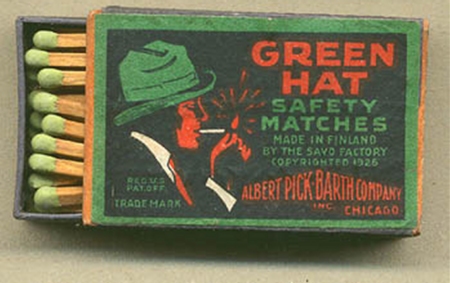 GREEN
HAT
SAFETY
MATCHES
MADE IN FINLAND
BY THE SAVO FACTORY
COPYRIGHTED 1926
ALBERT PICK-BARTH COMPANY
INC.
CHICAGO
REG. U.S.
PAT. OFF.
TRADE MARK